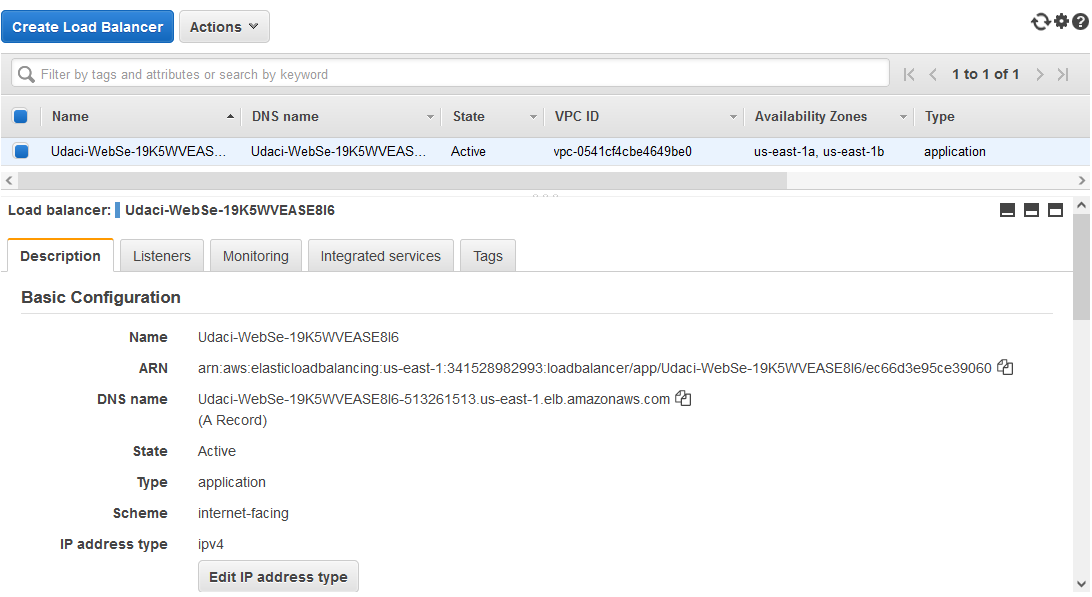 Create Load Balancer Actions
Filter by tags and attributes or search by keyword 1 to 1 of 1
Name DNS name State VPC ID Availability Zones Type
Udaci-WebSe-19K5WVEAS... Udaci-WebSe-19K5WVEAS... Active vpc-0541cf4cbe4649be0 us-east-1a, us-east-1b application
Load balancer: Udaci-WebSe-19K5WVEASE8I6
Description Listeners Monitoring Integrated services Tags
Basic Configuration
Name Udaci-WebSe-19K5WVEASE8I6
ARN arn:aws:elasticloadbalancing:us-east-1:341528982993:loadbalancer/app/Udaci-WebSe-19K5WVEASE8I6/ec66d3e95ce39060
DNS name Udaci-WebSe-19K5WVEASE8I6-513261513.us-east-1.elb.amazonaws.com
(A Record)
State Active
Type application
Scheme internet-facing
IP address type ipv4
Edit IP address type